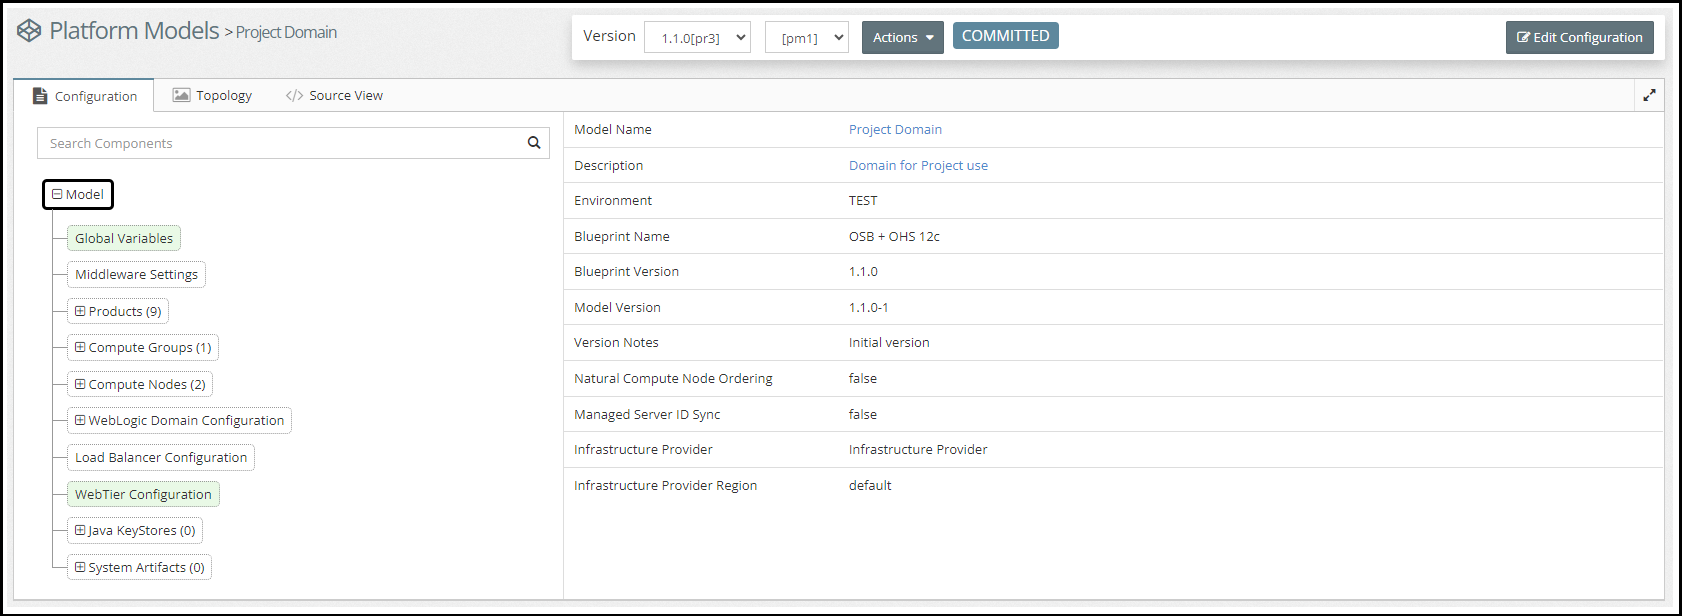 Platform Models > Project Domain
Version 1.1.0[pr3] [pm1] Actions COMMITTED Edit Configuration
Configuration Topology </> Source View
Search Components
Model
Global Variables
Middleware Settings
Products (9)
Compute Groups (1)
Compute Nodes (2)
WebLogic Domain Configuration
Load Balancer Configuration
WebTier Configuration
Java KeyStores (0)
System Artifacts (0)
Model Name Project Domain
Description Domain for Project use
Environment TEST
Blueprint Name OSB + OHS 12c
Blueprint Version 1.1.0
Model Version 1.1.0-1
Version Notes Initial version
Natural Compute Node Ordering false
Managed Server ID Sync false
Infrastructure Provider Infrastructure Provider
Infrastructure Provider Region default